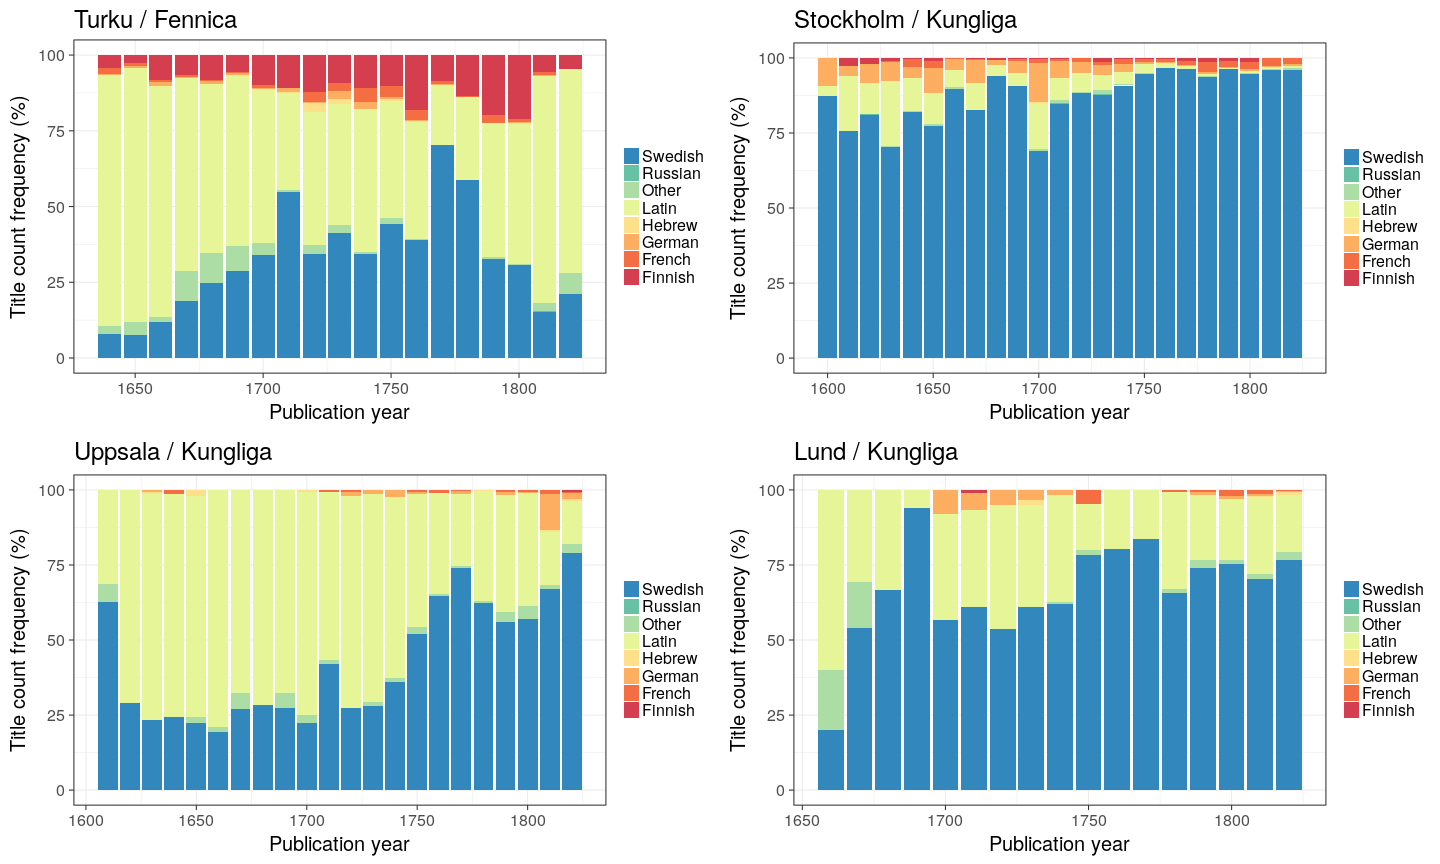 Turku / Fennica
Title count frequency (%)
100
75
50
25
0
1650
1700
1750
1800
Publication year
Swedish
Russian
Other
Latin
Hebrew
German
French
Finnish
Stockholm / Kungliga
Title count frequency (%)
100
75
50
25
0
1600
1650
1700
1750
1800
Publication year
Swedish
Russian
Other
Latin
Hebrew
German
French
Finnish
Uppsala / Kungliga
Title count frequency (%)
100
75
50
25
0
1600
1650
1700
1750
1800
Publication year
Swedish
Russian
Other
Latin
Hebrew
German
French
Finnish
Lund / Kungliga
Title count frequency (%)
100
75
50
25
0
1650
1700
1750
1800
Publication year
Swedish
Russian
Other
Latin
Hebrew
German
French
Finnish